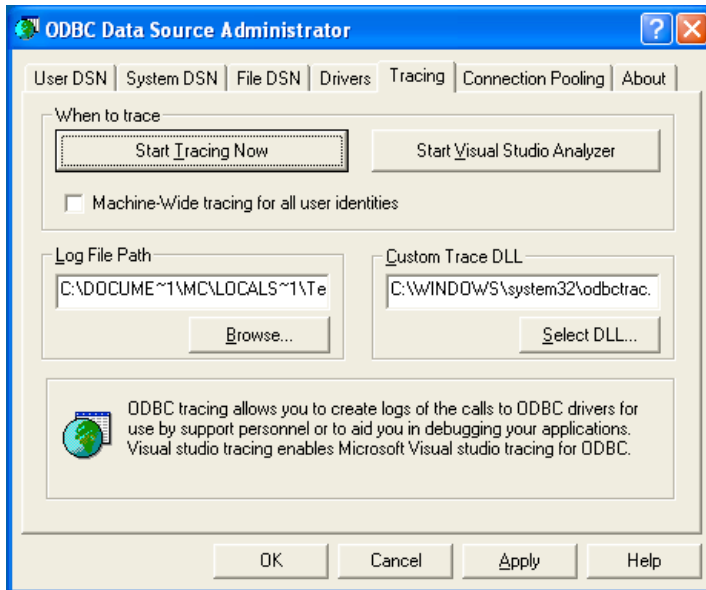 ODBC Data Source Administrator
User DSN System DSN File DSN Drivers Tracing Connection Pooling About
When to trace
Start Tracing Now Start Visual Studio Analyzer
Machine-Wide tracing for all user identities
Log File Path Custom Trace DLL
C:\DOCUME~1\MC\LOCALS~1\Te C:\WINDOWS\system32\odbctrac.
Browse... Select DLL...
ODBC tracing allows you to create logs of the calls to ODBC drivers for
use by support personnel or to aid you in debugging your applications.
Visual studio tracing enables Microsoft Visual studio tracing for ODBC.
OK Cancel Apply Help